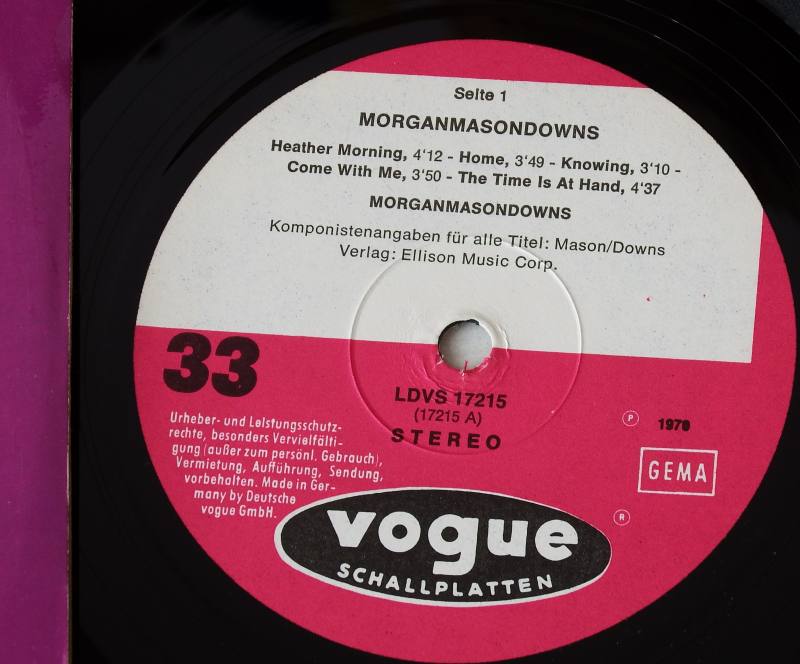 Seite 1
MORGANMASONDOWNS
Heather Morning, 4'12 - Home, 3'49 - Knowing, 3'10 -
Come With Me, 3'50 - The Time Is At Hand, 4'37
MORGANMASONDOWNS
Komponistenangaben für alle Titel: Mason/Downs
Verlag: Ellison Music Corp.
33
LDVS 17215
(17215 A)
STEREO
Urheber- und Leistungsschutz-
rechte, besonders Vervielfälti-
gung (außer zum persönl. Gebrauch),
Vermietung, Aufführung, Sendung,
vorbehalten. Made in Ger-
many by Deutsche
vogue GmbH.
Ⓟ 1970
GEMA
®
vogue
SCHALLPLATTEN